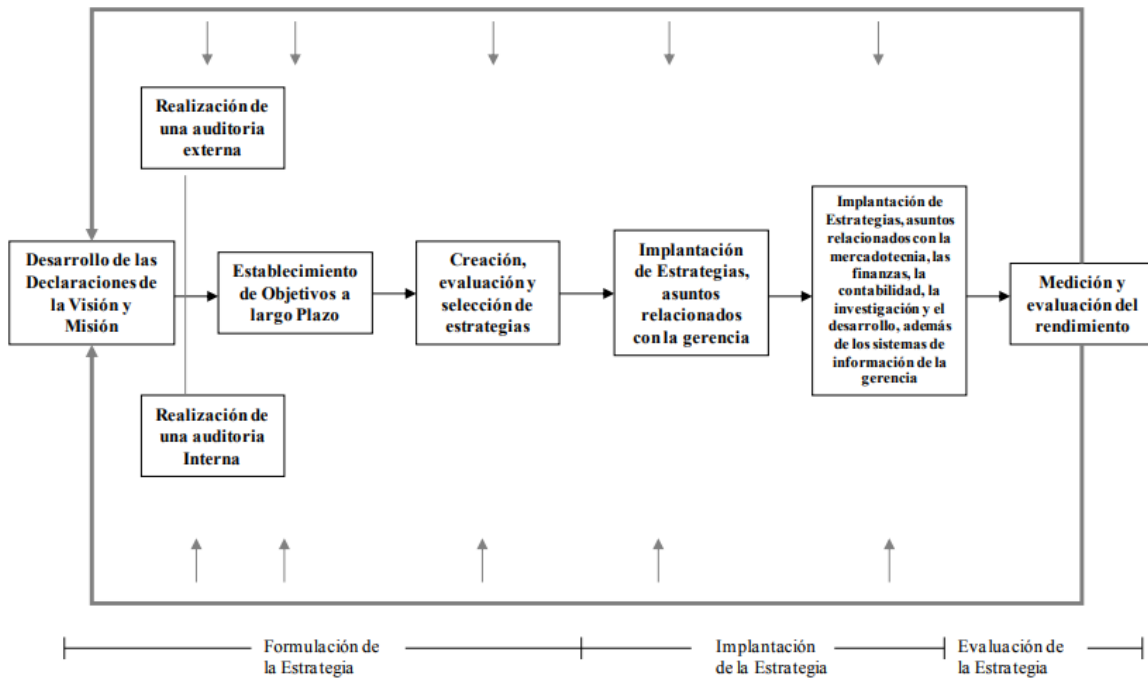 Realización de
una auditoria
externa
Desarrollo de las
Declaraciones de
la Visión y
Misión
Establecimiento
de Objetivos a
largo Plazo
Creación,
evaluación y
selección de
estrategias
Implantación
de Estrategias,
asuntos
relacionados
con la gerencia
Implantación de
Estrategias, asuntos
relacionados con la
mercadotecnia, las
finanzas, la
contabilidad, la
investigación y el
desarrollo, además
de los sistemas de
información de la
gerencia
Medición y
evaluación del
rendimiento
Realización de
una auditoria
Interna
Formulación de
la Estrategia
Implantación
de la Estrategia
Evaluación de
la Estrategia